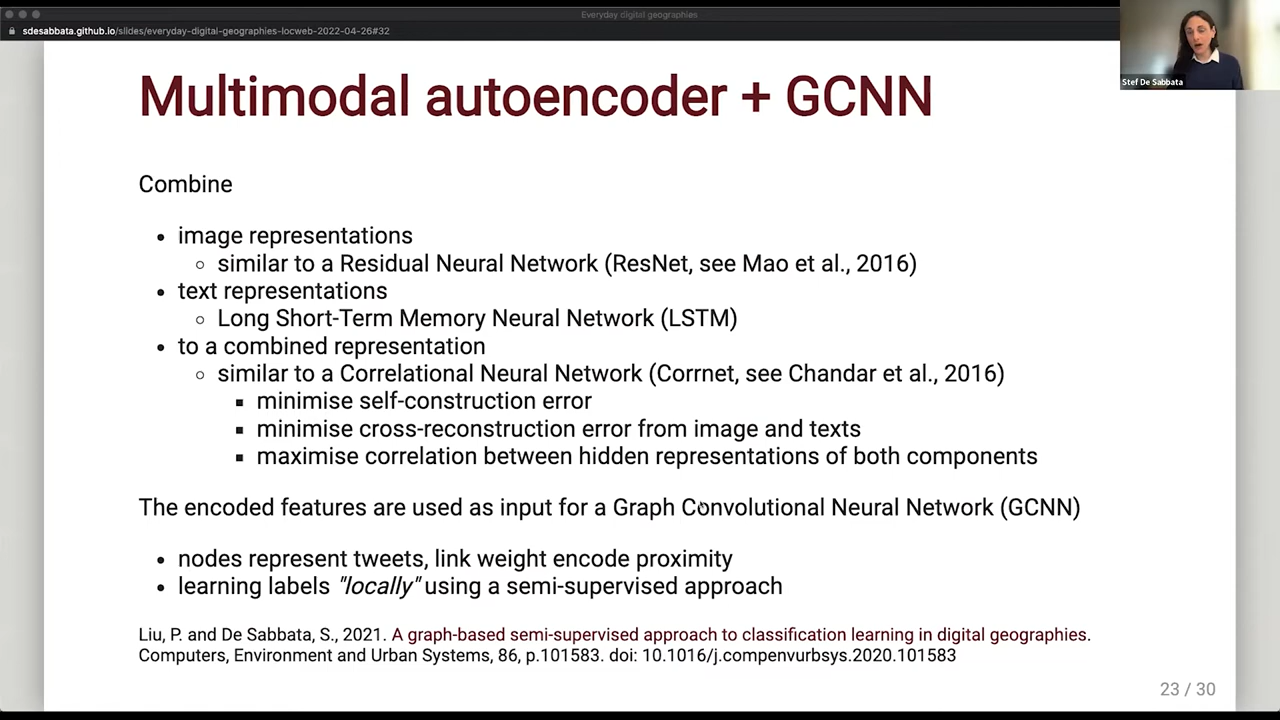 Everyday digital geographies
sdesabbata.github.io/slides/everyday-digital-geographies-locweb-2022-04-26#32
Stef De Sabbata
Multimodal autoencoder + GCNN
Combine
• image representations
○ similar to a Residual Neural Network (ResNet, see Mao et al., 2016)
• text representations
○ Long Short-Term Memory Neural Network (LSTM)
• to a combined representation
○ similar to a Correlational Neural Network (Corrnet, see Chandar et al., 2016)
▪ minimise self-construction error
▪ minimise cross-reconstruction error from image and texts
▪ maximise correlation between hidden representations of both components
The encoded features are used as input for a Graph Convolutional Neural Network (GCNN)
• nodes represent tweets, link weight encode proximity
• learning labels "locally" using a semi-supervised approach
Liu, P. and De Sabbata, S., 2021. A graph-based semi-supervised approach to classification learning in digital geographies.
Computers, Environment and Urban Systems, 86, p.101583. doi: 10.1016/j.compenvurbsys.2020.101583
23 / 30